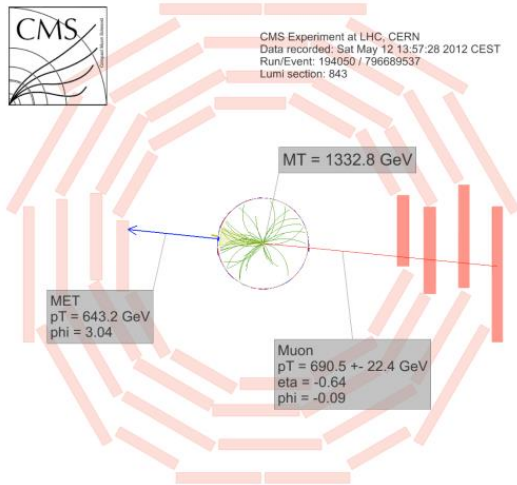 CMS
CMS Experiment at LHC, CERN
Data recorded: Sat May 12 13:57:28 2012 CEST
Run/Event: 194050 / 796689537
Lumi section: 843
MT = 1332.8 GeV
MET
pT = 643.2 GeV
phi = 3.04
Muon
pT = 690.5 +- 22.4 GeV
eta = -0.64
phi = -0.09